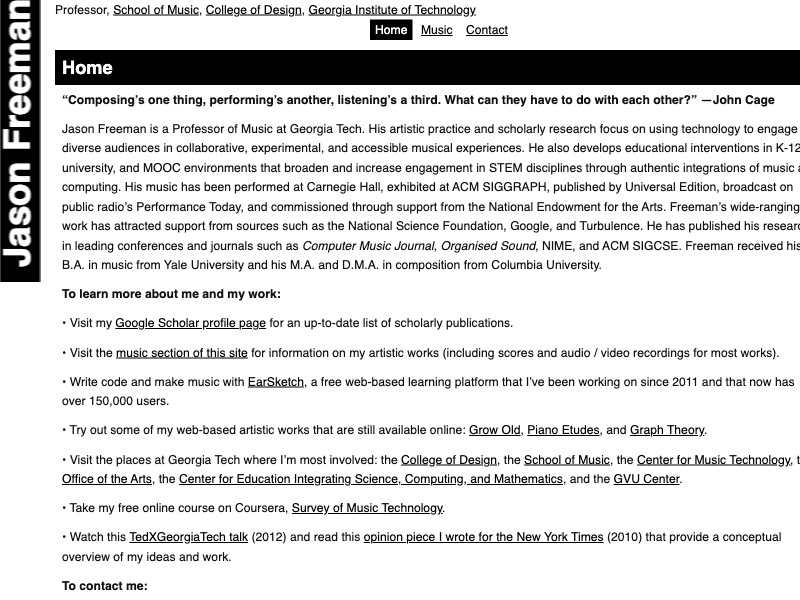 Jason Freeman
Professor, School of Music, College of Design, Georgia Institute of Technology
Home Music Contact
Home
“Composing’s one thing, performing’s another, listening’s a third. What can they have to do with each other?” —John Cage
Jason Freeman is a Professor of Music at Georgia Tech. His artistic practice and scholarly research focus on using technology to engage
diverse audiences in collaborative, experimental, and accessible musical experiences. He also develops educational interventions in K-12,
university, and MOOC environments that broaden and increase engagement in STEM disciplines through authentic integrations of music
computing. His music has been performed at Carnegie Hall, exhibited at ACM SIGGRAPH, published by Universal Edition, broadcast on
public radio’s Performance Today, and commissioned through support from the National Endowment for the Arts. Freeman’s wide-ranging
work has attracted support from sources such as the National Science Foundation, Google, and Turbulence. He has published his
in leading conferences and journals such as Computer Music Journal, Organised Sound, NIME, and ACM SIGCSE. Freeman received his
B.A. in music from Yale University and his M.A. and D.M.A. in composition from Columbia University.
To learn more about me and my work:
• Visit my Google Scholar profile page for an up-to-date list of scholarly publications.
• Visit the music section of this site for information on my artistic works (including scores and audio / video recordings for most works).
• Write code and make music with EarSketch, a free web-based learning platform that I’ve been working on since 2011 and that now has
over 150,000 users.
• Try out some of my web-based artistic works that are still available online: Grow Old, Piano Etudes, and Graph Theory.
• Visit the places at Georgia Tech where I’m most involved: the College of Design, the School of Music, the Center for Music Technology,
Office of the Arts, the Center for Education Integrating Science, Computing, and Mathematics, and the GVU Center.
• Take my free online course on Coursera, Survey of Music Technology.
• Watch this TedXGeorgiaTech talk (2012) and read this opinion piece I wrote for the New York Times (2010) that provide a conceptual
overview of my ideas and work.
To contact me: